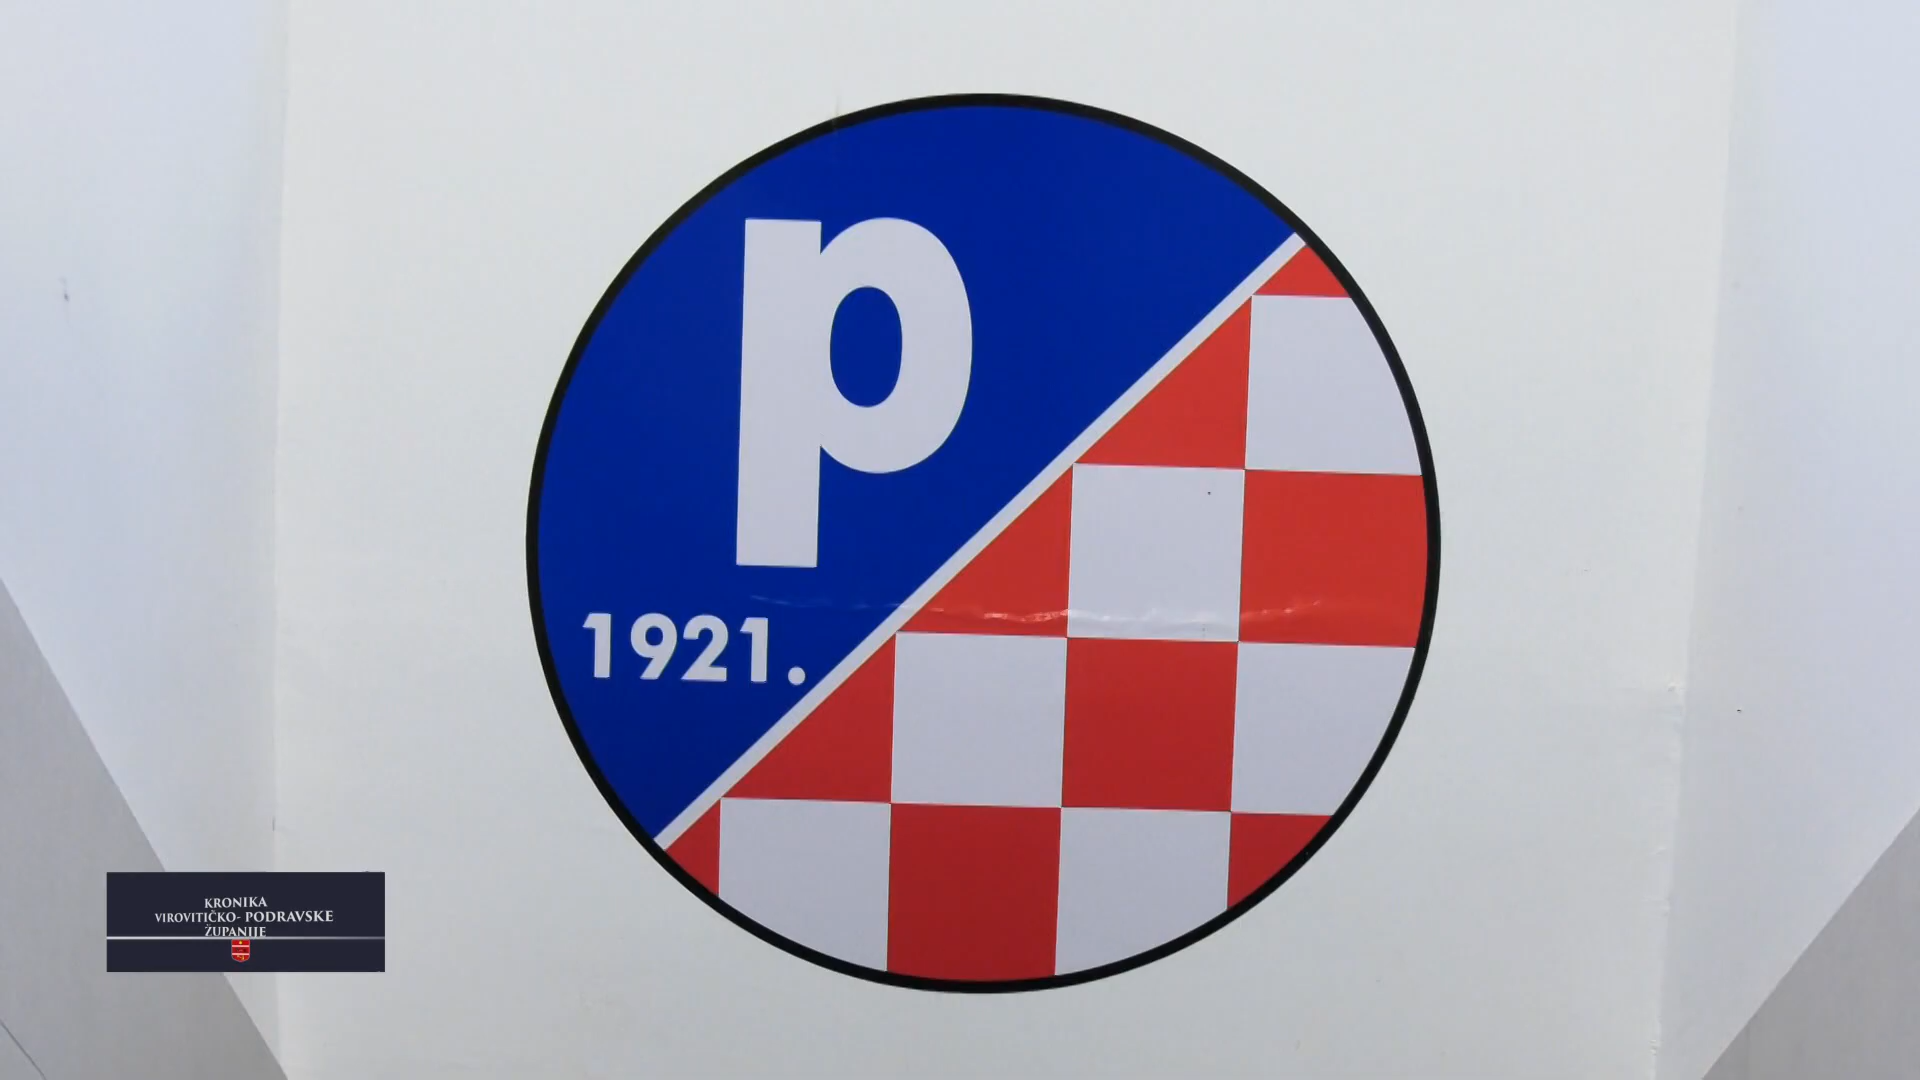 p
1921.
KRONIKA
VIROVITIČKO- PODRAVSKE
ŽUPANIJE